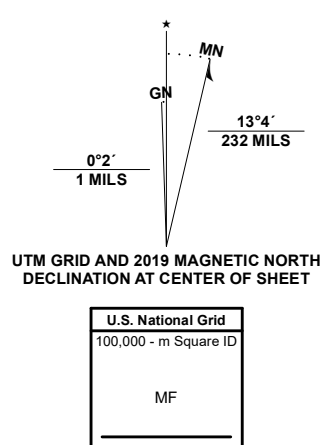 ★
MN
GN
13°4´
232 MILS
0°2´
1 MILS
UTM GRID AND 2019 MAGNETIC NORTH
DECLINATION AT CENTER OF SHEET
U.S. National Grid
100,000 - m Square ID
MF